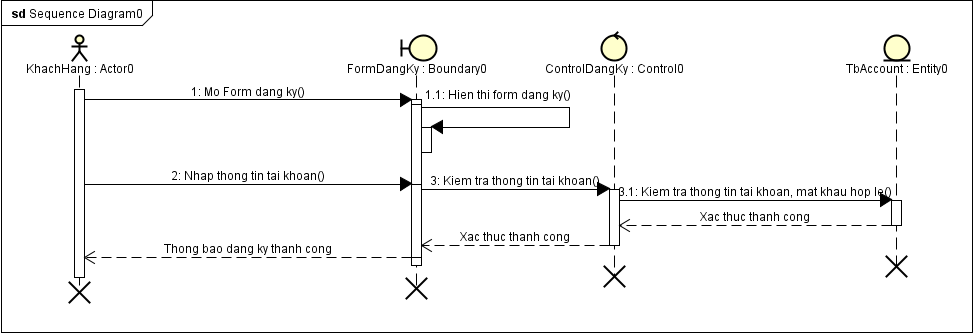 sd Sequence Diagram0
KhachHang : Actor0
FormDangKy : Boundary0
ControlDangKy : Control0
TbAccount : Entity0
1: Mo Form dang ky()
1.1: Hien thi form dang ky()
2: Nhap thong tin tai khoan()
3: Kiem tra thong tin tai khoan()
3.1: Kiem tra thong tin tai khoan, mat khau hop le()
Xac thuc thanh cong
Xac thuc thanh cong
Thong bao dang ky thanh cong